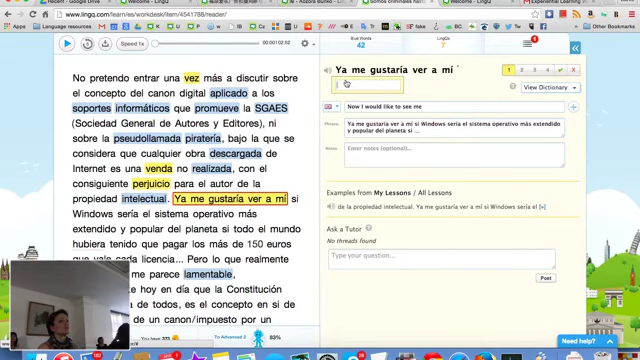 www.lingq.com/learn/es/workdesk/item/4541788/reader/
Speed 1x
00:00:00 | 00:02:52
Blue Words
42
LingQs
7
No pretendo entrar una vez más a discutir sobre
el concepto del canon digital aplicado a los
soportes informáticos que promueve la SGAES
(Sociedad General de Autores y Editores), ni
sobre la pseudollamada piratería, bajo la que se
considera que cualquier obra descargada de
Internet es una venda no realizada, con el
consiguiente perjuicio para el autor de la
propiedad intelectual. Ya me gustaría ver a mí si
Windows sería el sistema operativo más
extendido y popular del planeta si todo el mundo
hubiera tenido que pagar los más de 150 euros
que vale cada licencia... Pero lo que realmente
me parece lamentable,
hoy en día que la Constitución
de todos, es el concepto en si de
de un canon/impuesto por un
To Advanced 2
83%
Ya me gustaría ver a mí
1 2 3 4
View Dictionary
Now I would like to see me
Phrase:
Ya me gustaría ver a mí si Windows sería el sistema operativo más extendido
y popular del planeta si ...
Notes:
Enter notes (optional)...
Examples from My Lessons / All Lessons
de la propiedad intelectual. Ya me gustaría ver a mí si Windows sería el [+]
Ask a Tutor
No threads found
Type your question...
Post
Need help?